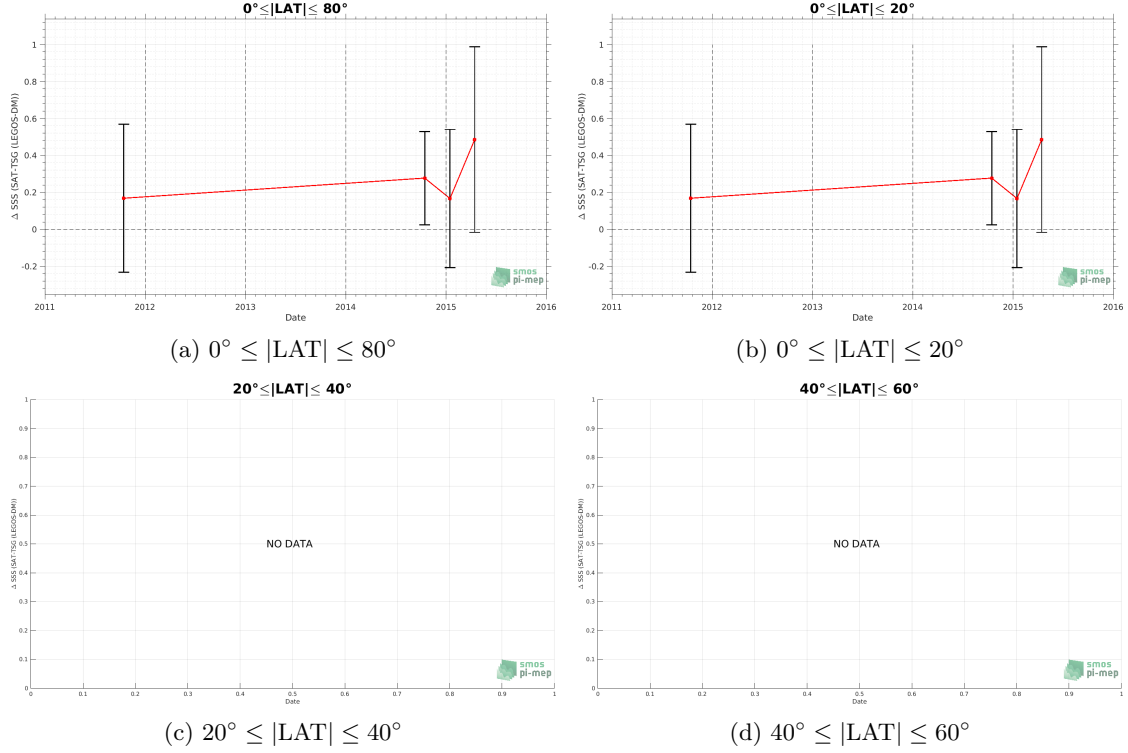 0°≤|LAT|≤ 80°
Δ SSS (SAT-TSG (LEGOS-DM))
1
0.8
0.6
0.4
0.2
0
-0.2
2011 2012 2013 2014 2015 2016
Date
smos
pi-mep
(a) 0° ≤ |LAT| ≤ 80°
0°≤|LAT|≤ 20°
Δ SSS (SAT-TSG (LEGOS-DM))
1
0.8
0.6
0.4
0.2
0
-0.2
2011 2012 2013 2014 2015 2016
Date
smos
pi-mep
(b) 0° ≤ |LAT| ≤ 20°
20°≤|LAT|≤ 40°
Δ SSS (SAT-TSG (LEGOS-DM))
1
0.9
0.8
0.7
0.6
0.5
0.4
0.3
0.2
0.1
0
NO DATA
0 0.1 0.2 0.3 0.4 0.5 0.6 0.7 0.8 0.9 1
Date
smos
pi-mep
(c) 20° ≤ |LAT| ≤ 40°
40°≤|LAT|≤ 60°
Δ SSS (SAT-TSG (LEGOS-DM))
1
0.9
0.8
0.7
0.6
0.5
0.4
0.3
0.2
0.1
0
NO DATA
0 0.1 0.2 0.3 0.4 0.5 0.6 0.7 0.8 0.9 1
Date
smos
pi-mep
(d) 40° ≤ |LAT| ≤ 60°